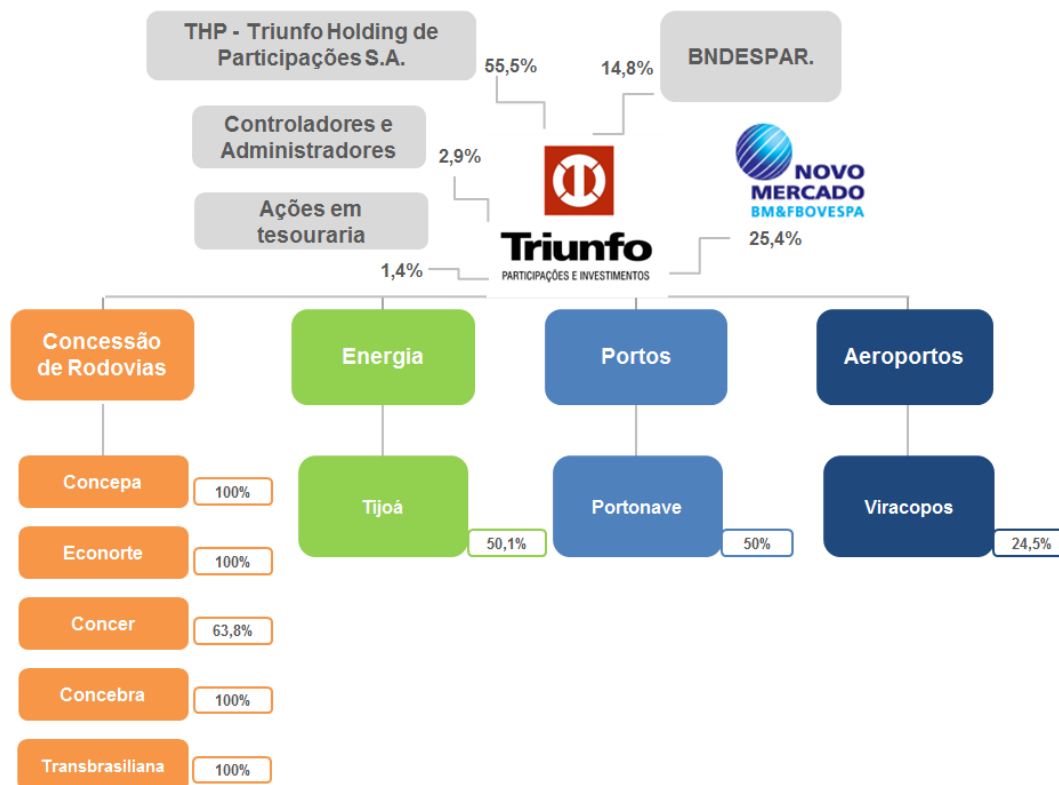 THP - Triunfo Holding de
Participações S.A.
55,5%
14,8%
BNDESPAR.
Controladores e
Administradores
2,9%
Ações em
tesouraria
1,4%
Triunfo
PARTICIPAÇÕES E INVESTIMENTOS
NOVO
MERCADO
BM&FBOVESPA
25,4%
Concessão
de Rodovias
Energia
Portos
Aeroportos
Concepa
100%
Tijoá
50,1%
Portonave
50%
Viracopos
24,5%
Econorte
100%
Concer
63,8%
Concebra
100%
Transbrasiliana
100%